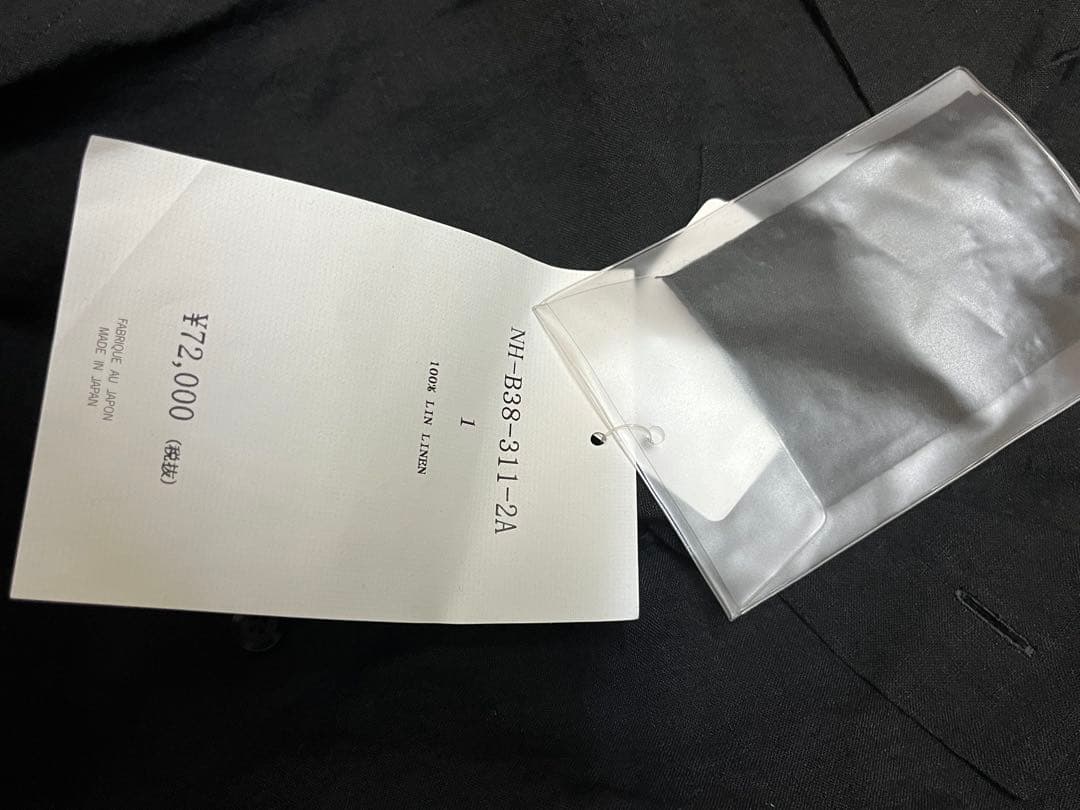 NH-B38-311-2A
1
100% LIN LINEN
¥72,000 (税抜)
FABRIQUE AU JAPON
MADE IN JAPAN